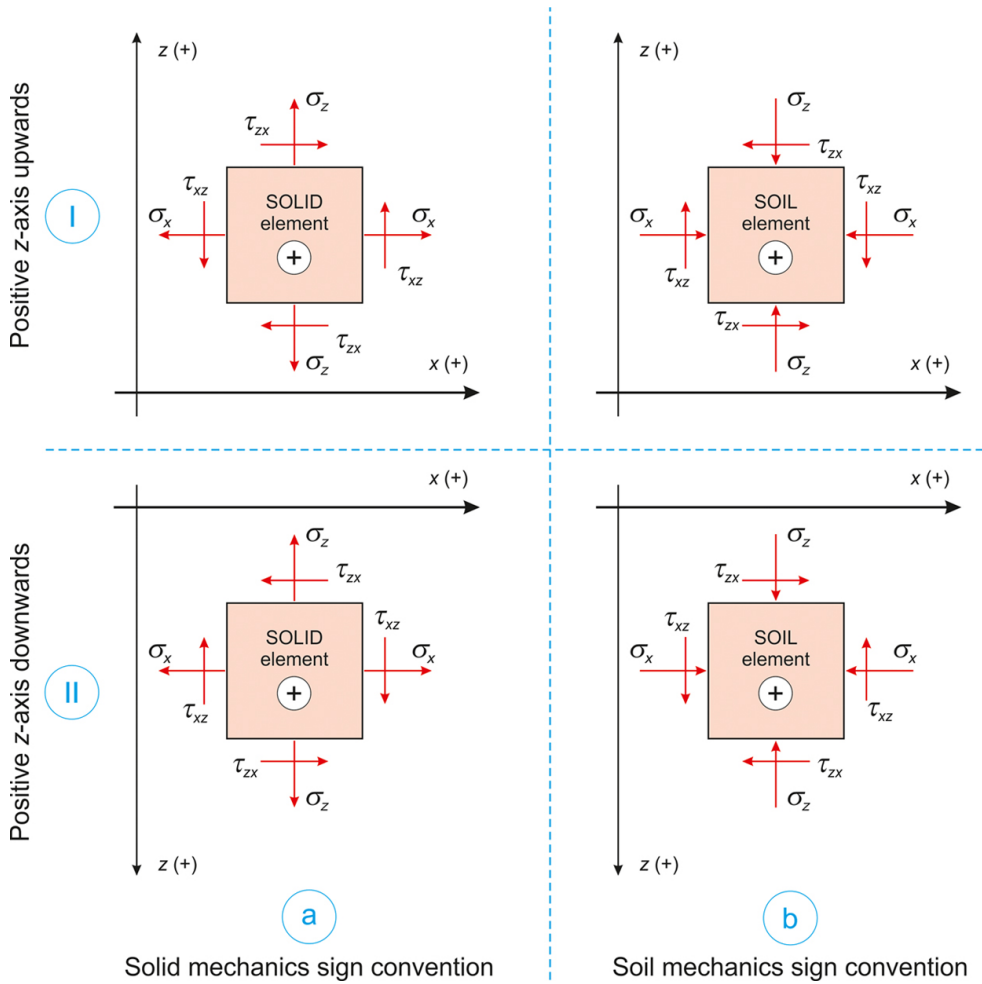 Positive z-axis upwards
I
z (+)
σz
τzx
τxz
σx
SOLID
element
+
σx
τxz
τzx
σz
x (+)
z (+)
σz
τzx
τxz
σx
SOIL
element
+
σx
τxz
τzx
σz
x (+)
Positive z-axis downwards
II
x (+)
σz
τzx
τxz
σx
SOLID
element
+
σx
τxz
τzx
σz
z (+)
x (+)
σz
τzx
τxz
σx
SOIL
element
+
σx
τxz
τzx
σz
z (+)
a
Solid mechanics sign convention
b
Soil mechanics sign convention